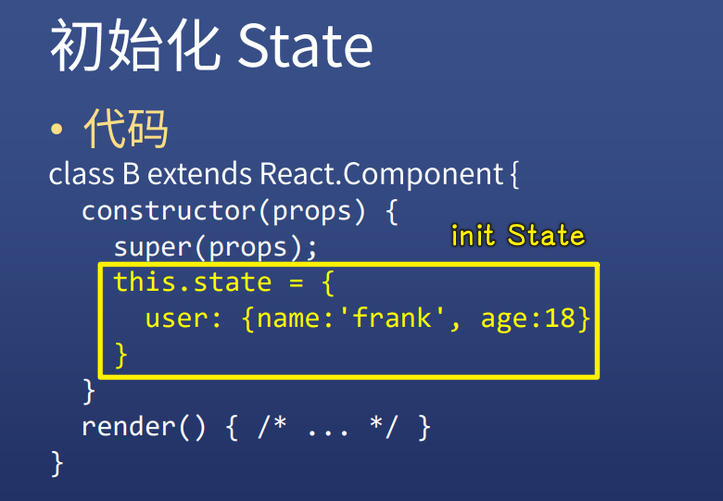 初始化 State
• 代码
class B extends React.Component {
constructor(props) {
super(props);
init State
this.state = {
user: {name:'frank', age:18}
}
}
render() { /* ... */ }
}